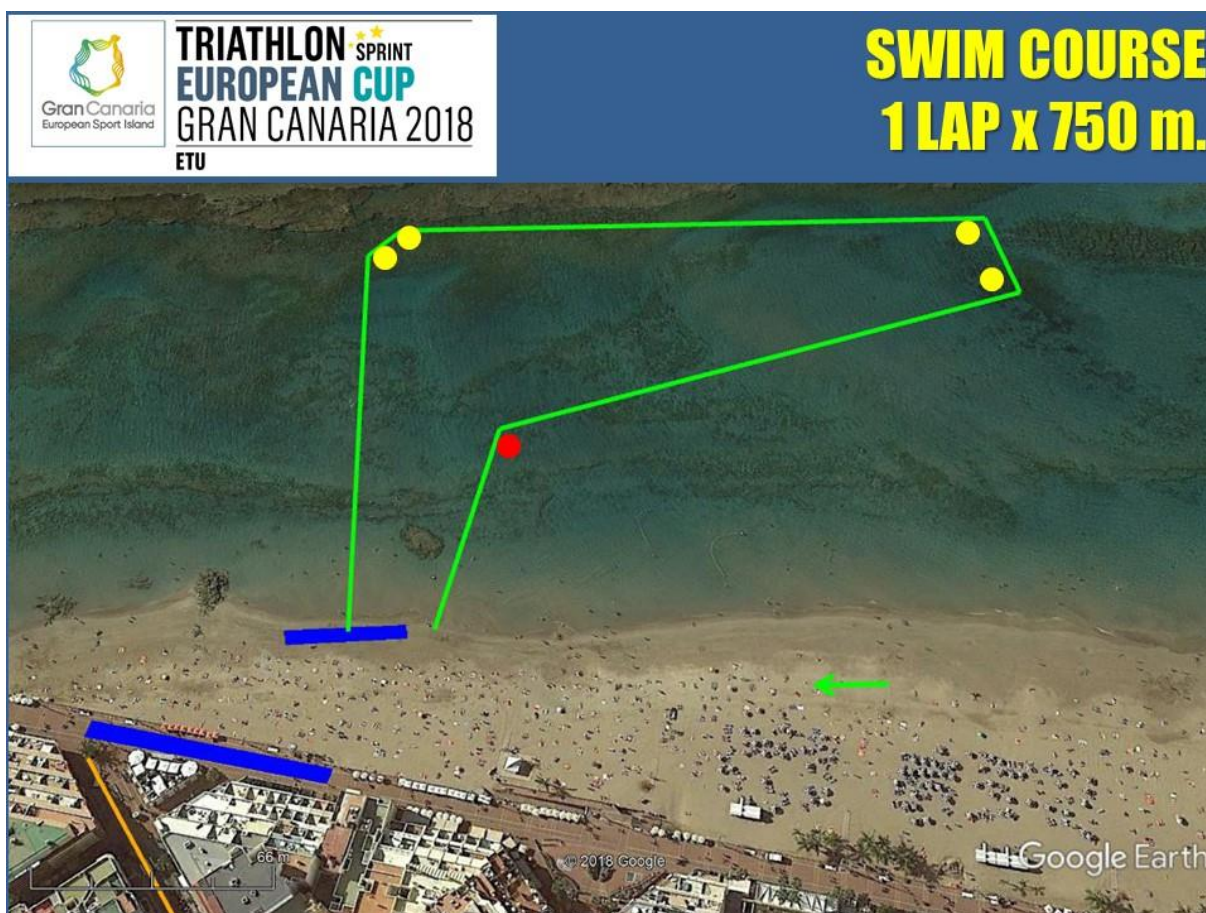 Gran Canaria
European Sport Island
TRIATHLON SPRINT
EUROPEAN CUP
GRAN CANARIA 2018
ETU
SWIM COURSE
1 LAP x 750 m.
66 m
© 2018 Google
Google Earth